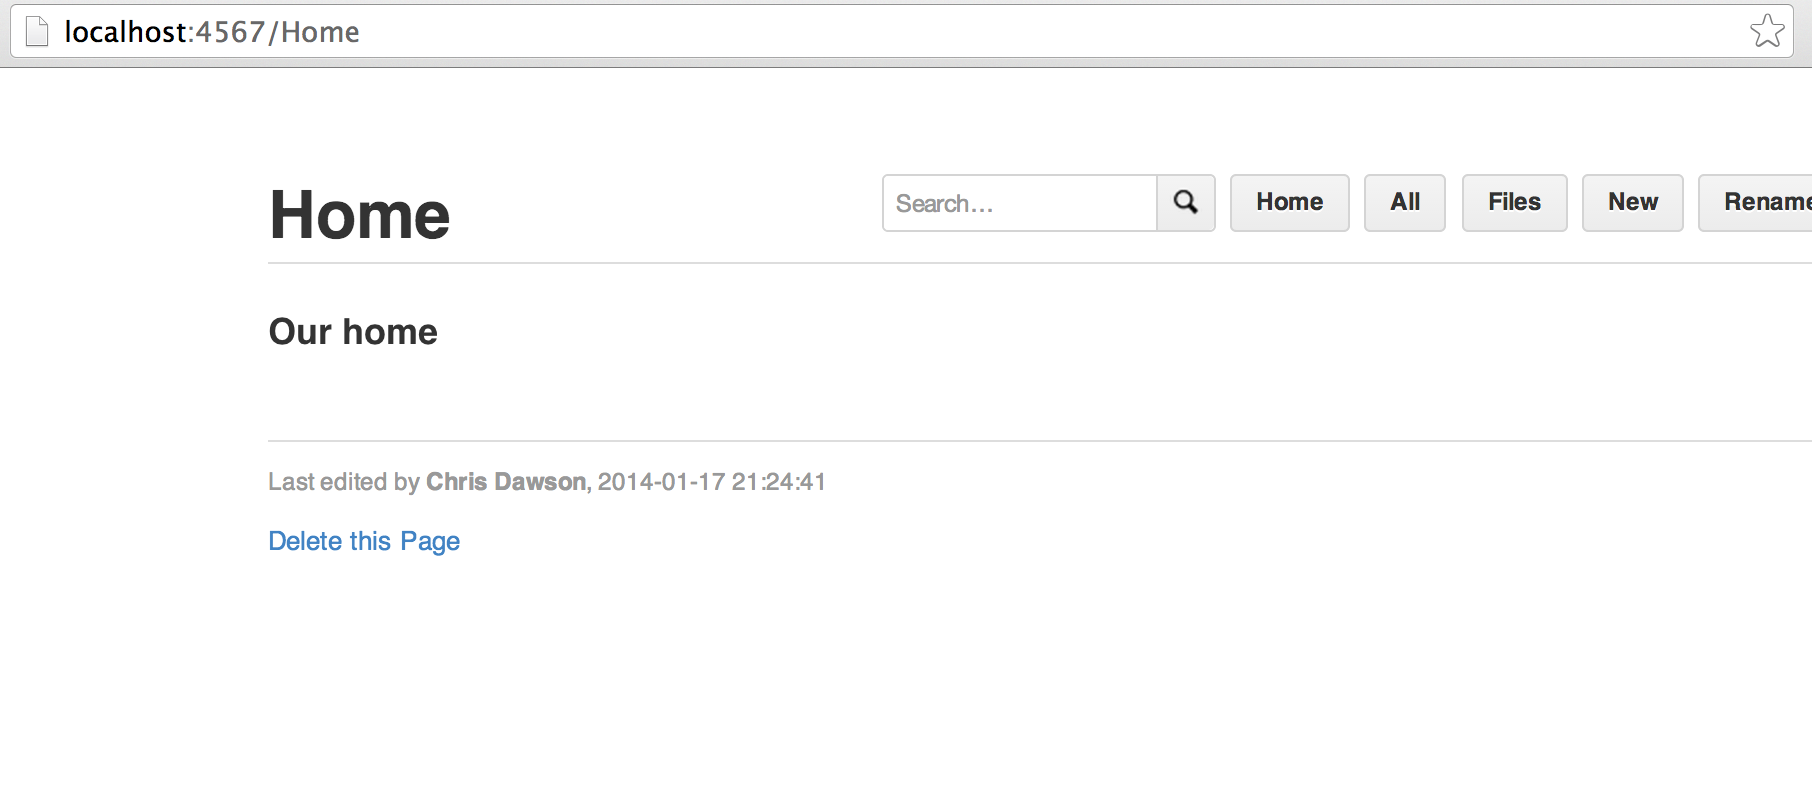 localhost:4567/Home
Home
Search...
Home
All
Files
New
Rename
Our home
Last edited by Chris Dawson, 2014-01-17 21:24:41
Delete this Page